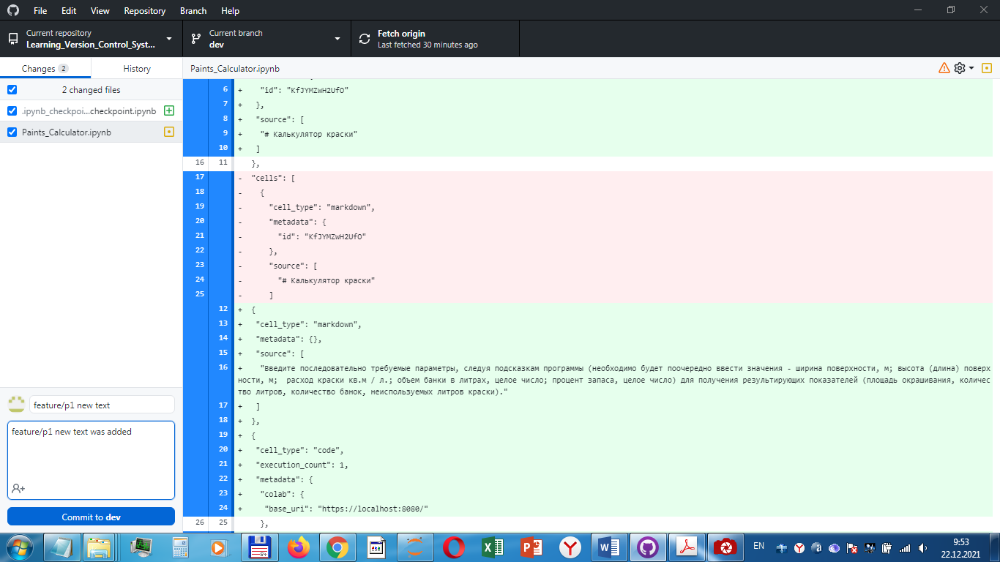 File Edit View Repository Branch Help
Current repository
Learning_Version_Control_Syst...
Current branch
dev
Fetch origin
Last fetched 30 minutes ago
Changes 2
History
Paints_Calculator.ipynb
2 changed files
.ipynb_checkpoi...checkpoint.ipynb
Paints_Calculator.ipynb
6 + "id": "KfJYMZwH2UfO"
7 + },
8 + "source": [
9 + "# Калькулятор краски"
10 + ]
16 11 },
17 - "cells": [
18 - {
19 - "cell_type": "markdown",
20 - "metadata": {
21 - "id": "KfJYMZwH2UfO"
22 - },
23 - "source": [
24 - "# Калькулятор краски"
25 - ]
12 + {
13 + "cell_type": "markdown",
14 + "metadata": {},
15 + "source": [
16 + "Введите последовательно требуемые параметры, следуя подсказкам программы (необходимо будет поочередно ввести значения - ширина поверхности, м; высота (длина) поверх
ности, м;  расход краски кв.м / л.; объем банки в литрах, целое число; процент запаса, целое число) для получения результирующих показателей (площадь окрашивания, количес
тво литров, количество банок, неиспользуемых литров краски)."
17 + ]
18 + },
19 + {
20 + "cell_type": "code",
21 + "execution_count": 1,
22 + "metadata": {
23 + "colab": {
24 + "base_uri": "https://localhost:8080/"
26 25 },
feature/p1 new text
feature/p1 new text was added
Commit to dev
EN
9:53
22.12.2021